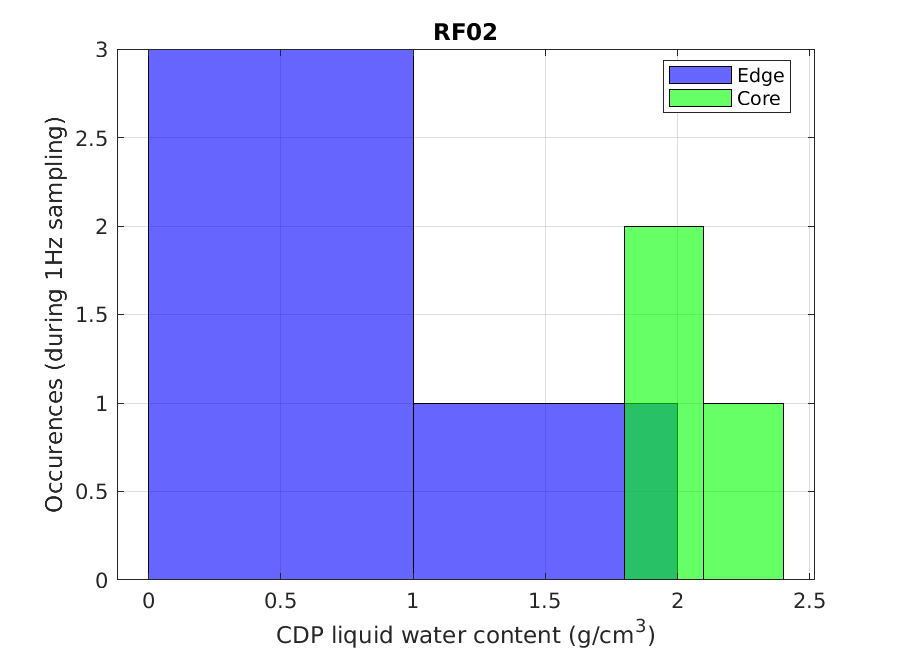 RF02
Edge
Core
Occurences (during 1Hz sampling)
3
2.5
2
1.5
1
0.5
0
0 0.5 1 1.5 2 2.5
CDP liquid water content (g/cm³)